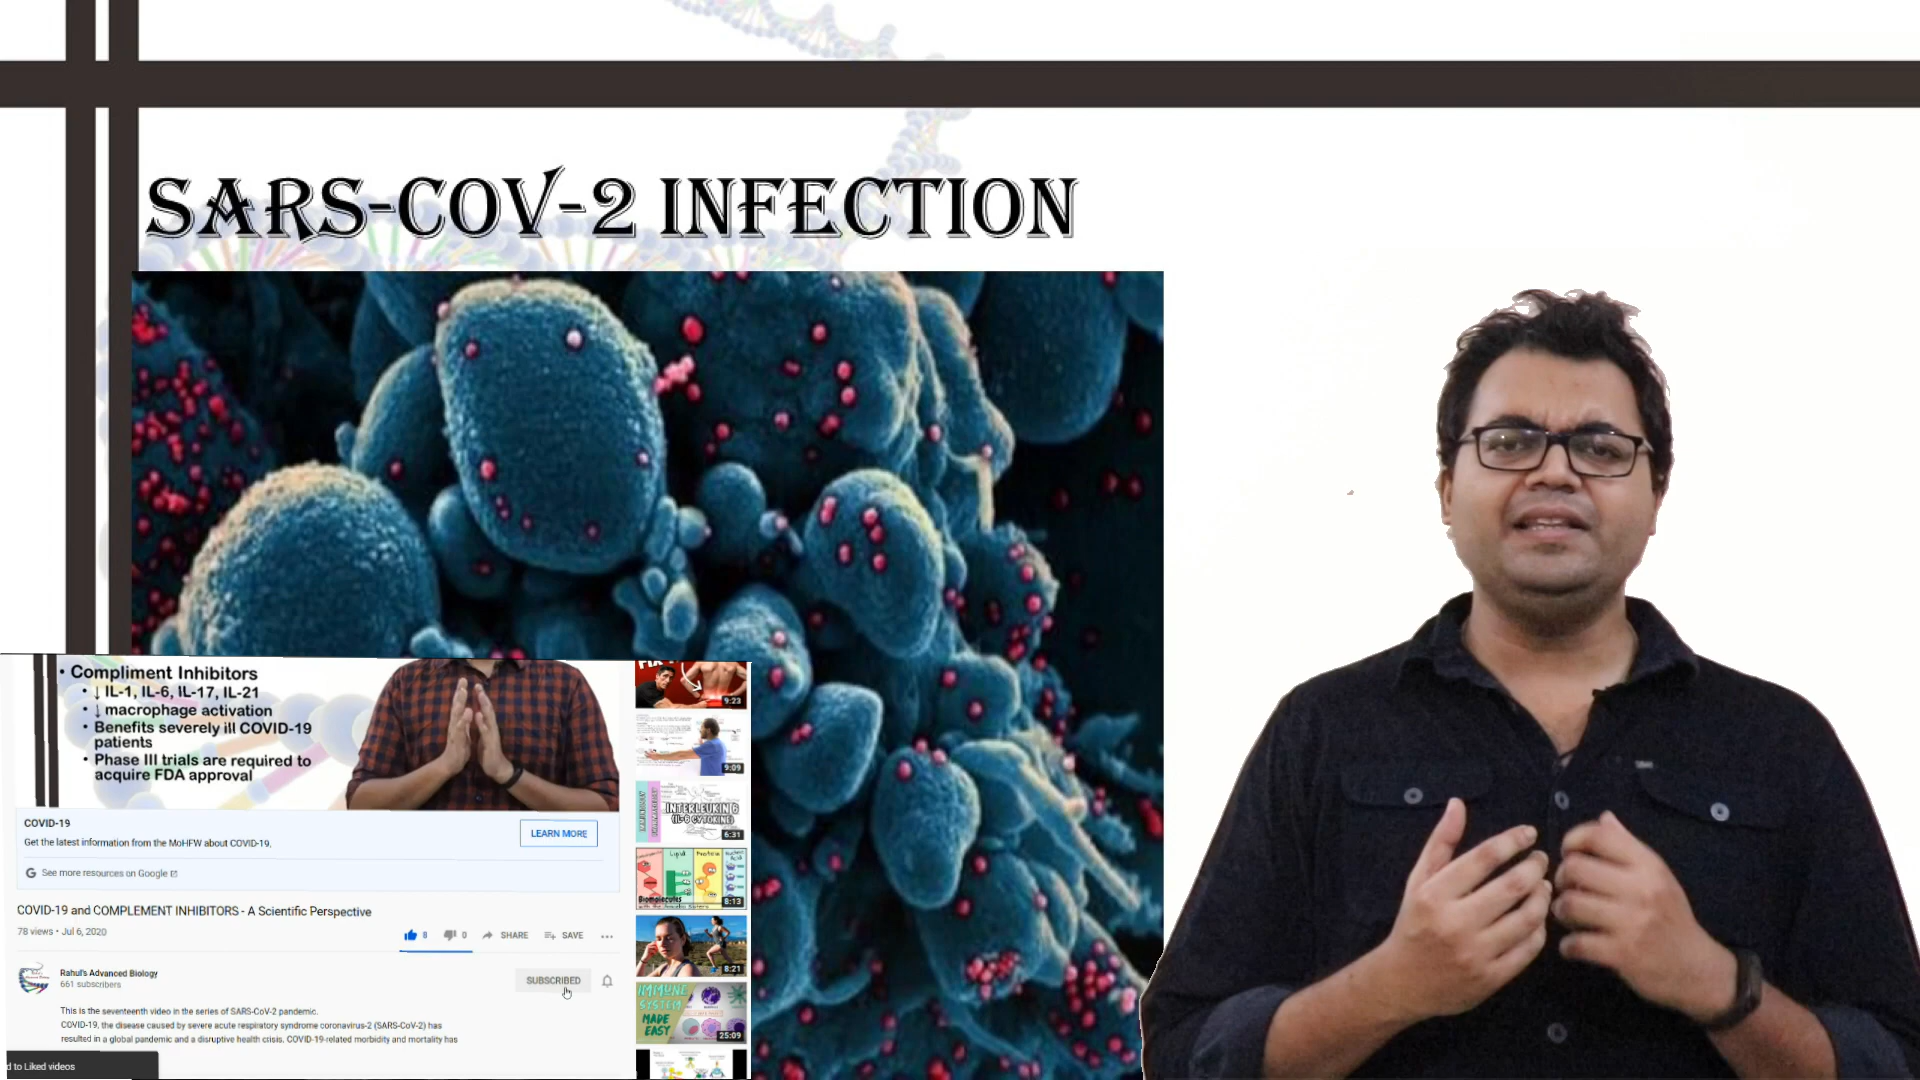 SARS-COV-2 INFECTION
• Compliment Inhibitors
• ↓ IL-1, IL-6, IL-17, IL-21
• ↓ macrophage activation
• Benefits severely ill COVID-19
patients
• Phase III trials are required to
acquire FDA approval
COVID-19
Get the latest information from the MoHFW about COVID-19.
LEARN MORE
See more resources on Google
COVID-19 and COMPLEMENT INHIBITORS - A Scientific Perspective
78 views • Jul 6, 2020
8 0 SHARE SAVE
Rahul's Advanced Biology
661 subscribers
SUBSCRIBED
This is the seventeenth video in the series of SARS-CoV-2 pandemic.
COVID-19, the disease caused by severe acute respiratory syndrome coronavirus-2 (SARS-CoV-2) has
resulted in a global pandemic and a disruptive health crisis. COVID-19-related morbidity and mortality has
d to Liked videos
9:23
9:09
INTERLEUKIN 6
(IL-6 CYTOKINE)
6:31
Lipid
Protein
Biomolecules
8:13
8:21
IMMUNE
SYSTEM
MADE
EASY
25:09